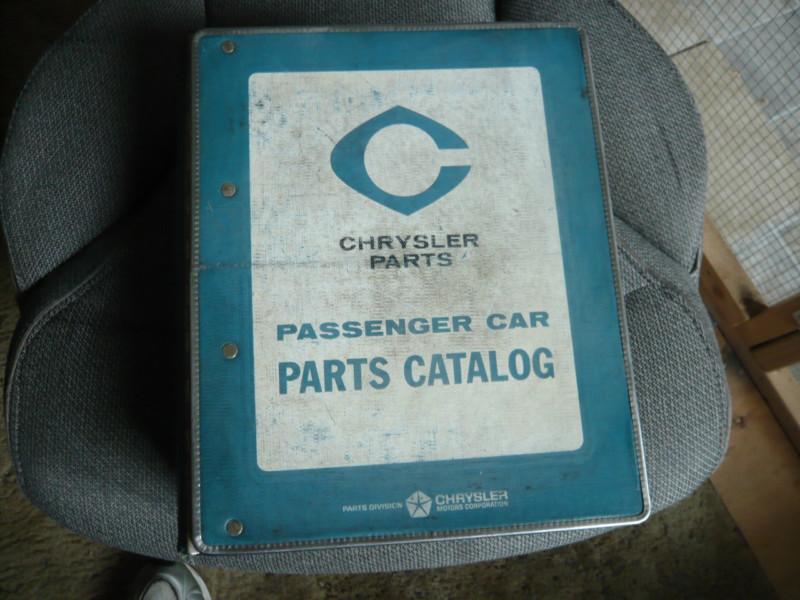 CHRYSLER
PARTS
PASSENGER CAR
PARTS CATALOG
PARTS DIVISION CHRYSLER
MOTORS CORPORATION